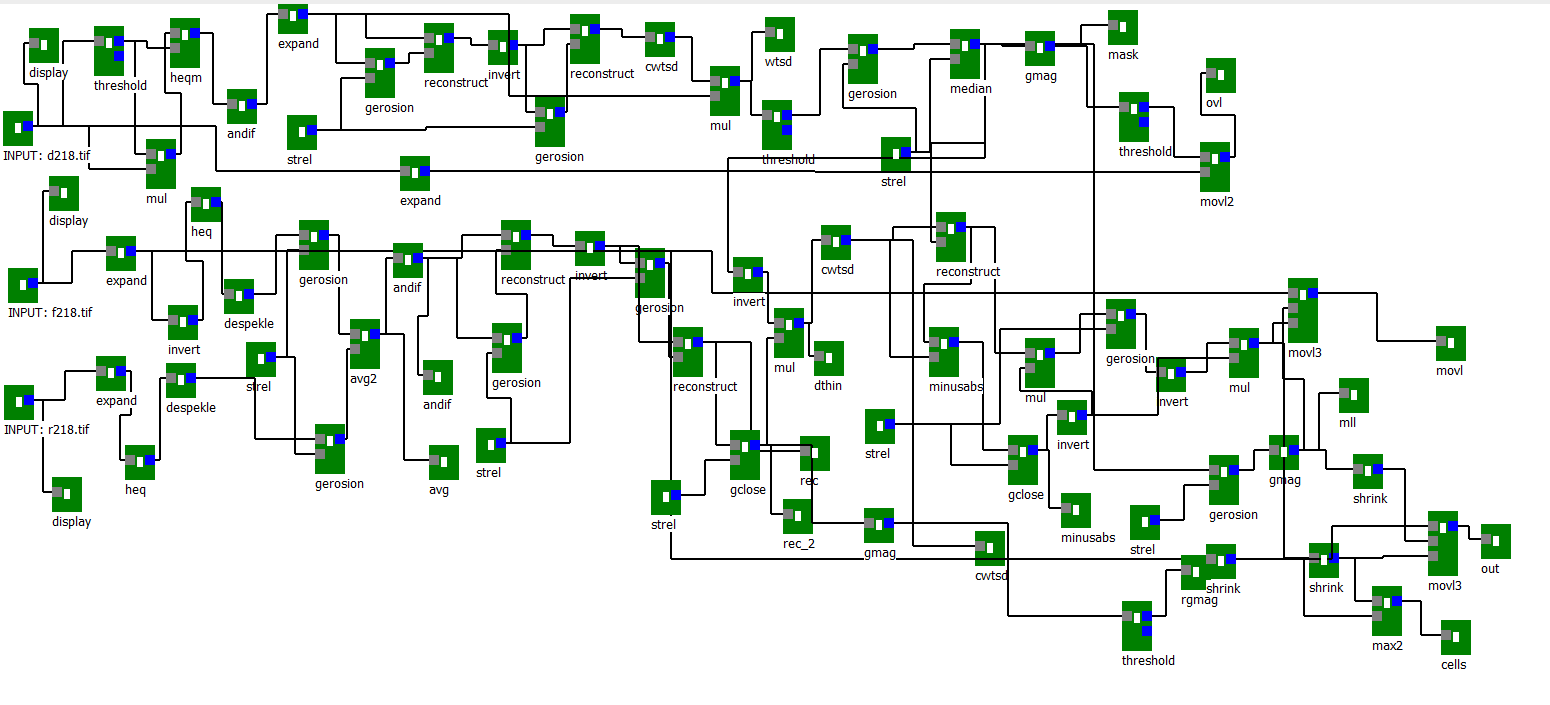 expand
display
threshold
heqm
reconstruct
invert
reconstruct
cwtsd
wtsd
gerosion
median
gmag
mask
ovl
gerosion
andif
strel
gerosion
mul
threshold
strel
threshold
INPUT: d218.tif
mul
expand
movl2
display
heq
expand
gerosion
andif
reconstruct
invert
gerosion
invert
cwtsd
reconstruct
INPUT: f218.tif
despekle
invert
strel
avg2
gerosion
reconstruct
mul
dthin
minusabs
mul
gerosion
invert
mul
movl3
movl
INPUT: r218.tif
expand
despekle
andif
heq
gerosion
avg
strel
display
strel
gclose
rec
rec_2
gmag
strel
gclose
invert
minusabs
strel
gerosion
gmag
mll
shrink
cwtsd
rgmag
shrink
shrink
movl3
out
threshold
max2
cells